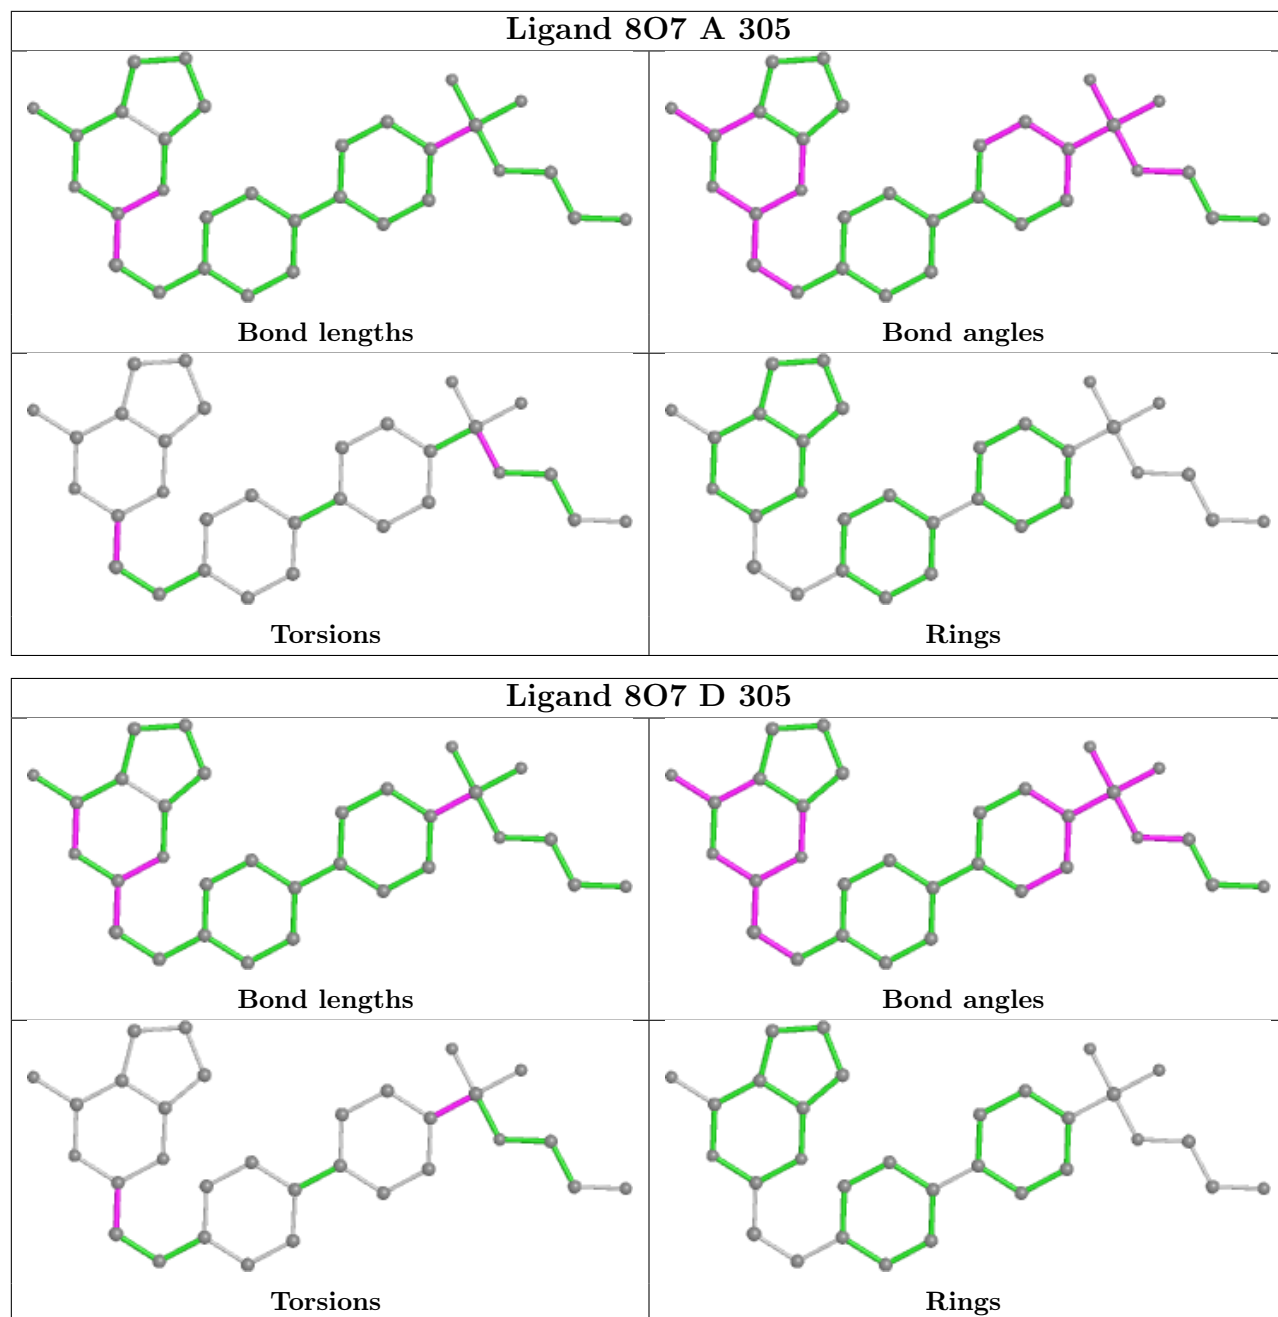 Ligand 8O7 A 305
Bond lengths
Bond angles
Torsions
Rings
Ligand 8O7 D 305
Bond lengths
Bond angles
Torsions
Rings